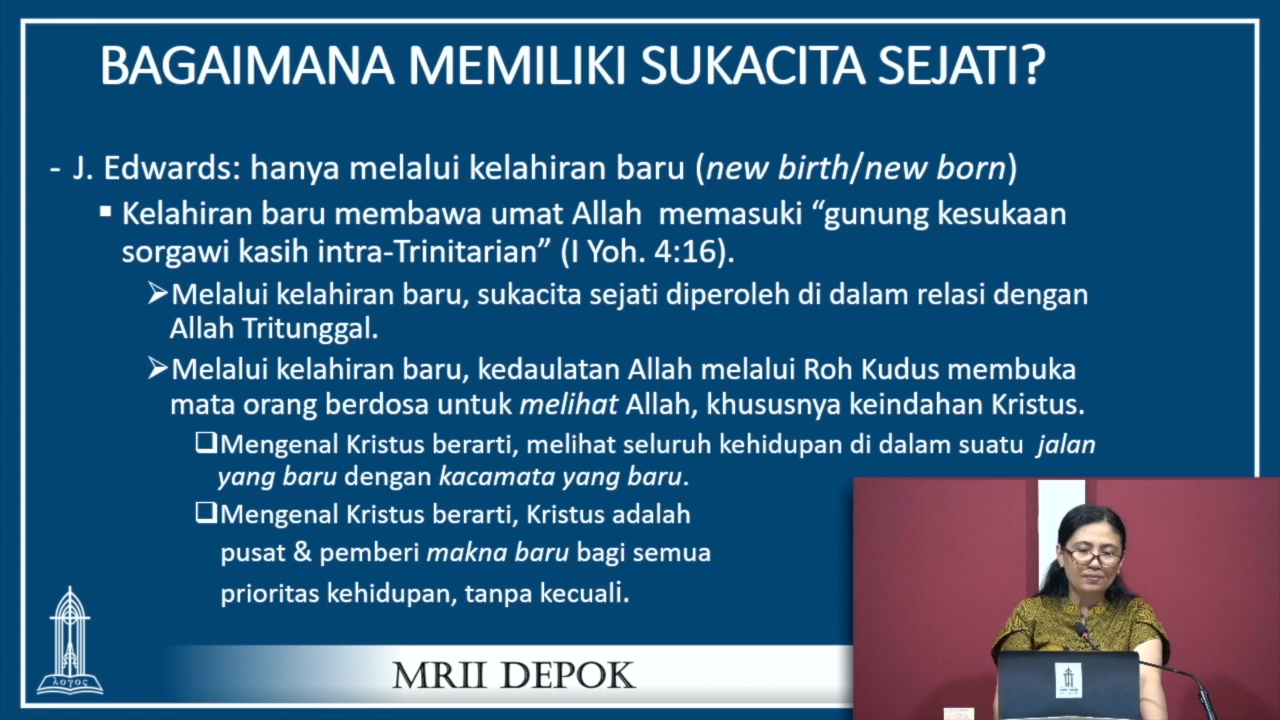 BAGAIMANA MEMILIKI SUKACITA SEJATI?
- J. Edwards: hanya melalui kelahiran baru (new birth/new born)
▪ Kelahiran baru membawa umat Allah memasuki “gunung kesukaan
sorgawi kasih intra-Trinitarian” (I Yoh. 4:16).
➢Melalui kelahiran baru, sukacita sejati diperoleh di dalam relasi dengan
Allah Tritunggal.
➢Melalui kelahiran baru, kedaulatan Allah melalui Roh Kudus membuka
mata orang berdosa untuk melihat Allah, khususnya keindahan Kristus.
❑Mengenal Kristus berarti, melihat seluruh kehidupan di dalam suatu jalan
yang baru dengan kacamata yang baru.
❑Mengenal Kristus berarti, Kristus adalah
pusat & pemberi makna baru bagi semua
prioritas kehidupan, tanpa kecuali.
λογος
MRII DEPOK